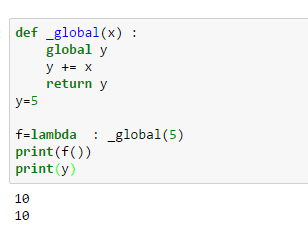 def _global(x) :
    global y
    y += x
    return y
y=5

f=lambda  : _global(5)
print(f())
print(y)
10
10